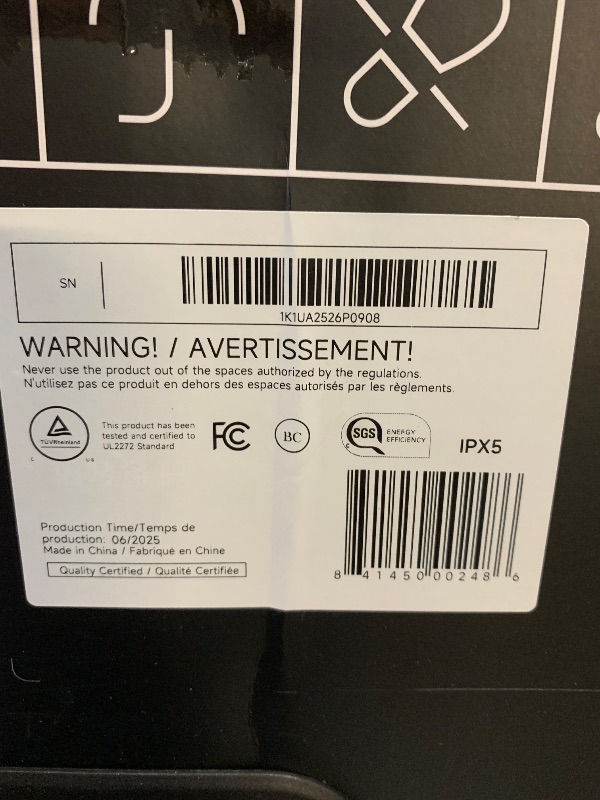 SN
1K1UA2526P0908
WARNING! / AVERTISSEMENT!
Never use the product out of the spaces authorized by the regulations.
N'utilisez pas ce produit en dehors des espaces autorisés par les règlements.
TÜVRheinland
C US
This product has been
tested and certified to
UL2272 Standard
FC
BC
SGS ENERGY
EFFICIENCY
IPX5
Production Time/Temps de
production: 06/2025
Made in China / Fabriqué en Chine
Quality Certified / Qualité Certifiée
8 41450 00248 6